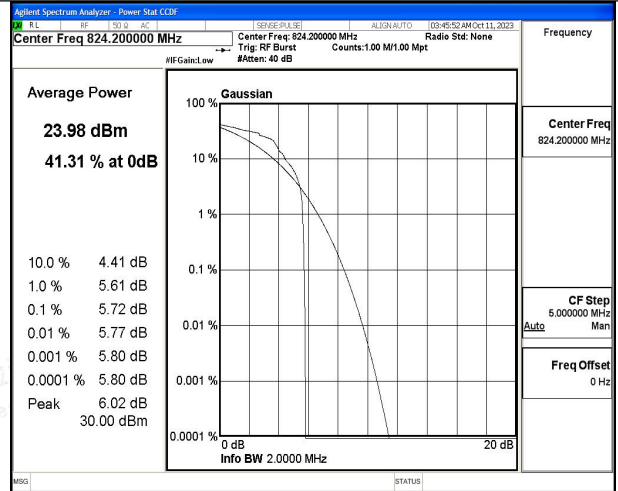 Agilent Spectrum Analyzer - Power Stat CCDF
RL RF 50 Ω AC SENSE:PULSE ALIGN AUTO 03:45:52 AM Oct 11, 2023
Center Freq 824.200000 MHz
Center Freq: 824.200000 MHz Radio Std: None
Trig: RF Burst Counts:1.00 M/1.00 Mpt
#IFGain:Low #Atten: 40 dB
Average Power
23.98 dBm
41.31 % at 0dB
10.0 % 4.41 dB
1.0 % 5.61 dB
0.1 % 5.72 dB
0.01 % 5.77 dB
0.001 % 5.80 dB
0.0001 % 5.80 dB
Peak 6.02 dB
30.00 dBm
Gaussian
100 %
10 %
1 %
0.1 %
0.01 %
0.001 %
0.0001 %
0 dB 20 dB
Info BW 2.0000 MHz
Frequency
Center Freq
824.200000 MHz
CF Step
5.000000 MHz
Auto Man
Freq Offset
0 Hz
MSG STATUS